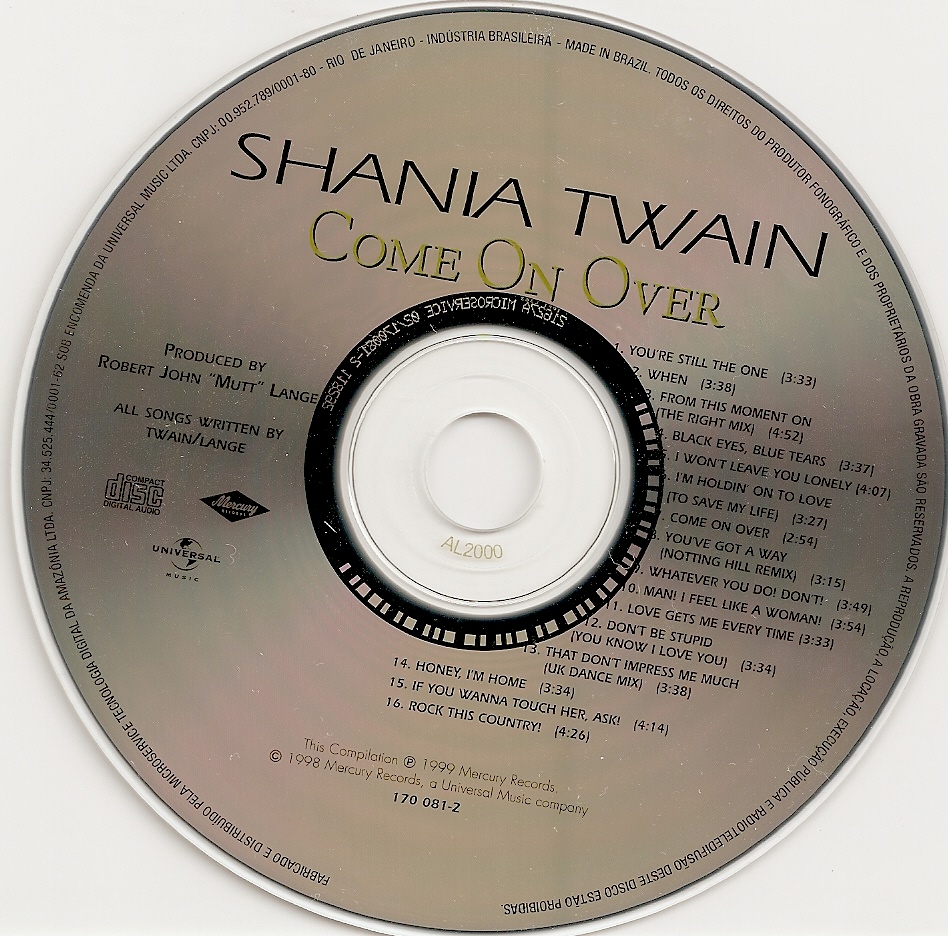 FABRICADO E DISTRIBUÍDO PELA MICROSERVICE TECNOLOGIA DIGITAL DA AMAZÔNIA LTDA. CNPJ: 34.525.444/0001-62 SOB ENCOMENDA DA UNIVERSAL MUSIC LTDA. CNPJ: 00.952.789/0001-80 - RIO DE JANEIRO - INDÚSTRIA BRASILEIRA - MADE IN BRAZIL. TODOS OS DIREITOS DO PRODUTOR FONOGRÁFICO E DOS PROPRIETÁRIOS DA OBRA GRAVADA SÃO RESERVADOS. A REPRODUÇÃO, A LOCAÇÃO, EXECUÇÃO PÚBLICA E RADIOTELEDIFUSÃO DESTE DISCO ESTÃO PROIBIDAS.
SHANIA TWAIN
COME ON OVER
PRODUCED BY
ROBERT JOHN "MUTT" LANGE
ALL SONGS WRITTEN BY
TWAIN/LANGE
COMPACT
disc
DIGITAL AUDIO
Mercury
RECORDS
UNIVERSAL
MUSIC
21627A MICROSERVICE 02/170081-2 118592
AL2000
1. YOU'RE STILL THE ONE (3:33)
2. WHEN (3:38)
3. FROM THIS MOMENT ON
(THE RIGHT MIX) (4:52)
. BLACK EYES, BLUE TEARS (3:37)
. I WON'T LEAVE YOU LONELY (4:07)
. I'M HOLDIN' ON TO LOVE
(TO SAVE MY LIFE) (3:27)
. COME ON OVER (2:54)
8. YOU'VE GOT A WAY
(NOTTING HILL REMIX) (3:15)
9. WHATEVER YOU DO! DON'T! (3:49)
10. MAN! I FEEL LIKE A WOMAN! (3:54)
11. LOVE GETS ME EVERY TIME (3:33)
12. DON'T BE STUPID
(YOU KNOW I LOVE YOU) (3:34)
13. THAT DON'T IMPRESS ME MUCH
(UK DANCE MIX) (3:38)
14. HONEY, I'M HOME (3:34)
15. IF YOU WANNA TOUCH HER, ASK! (4:14)
16. ROCK THIS COUNTRY! (4:26)
This Compilation ℗ 1999 Mercury Records.
© 1998 Mercury Records, a Universal Music company
170 081-2